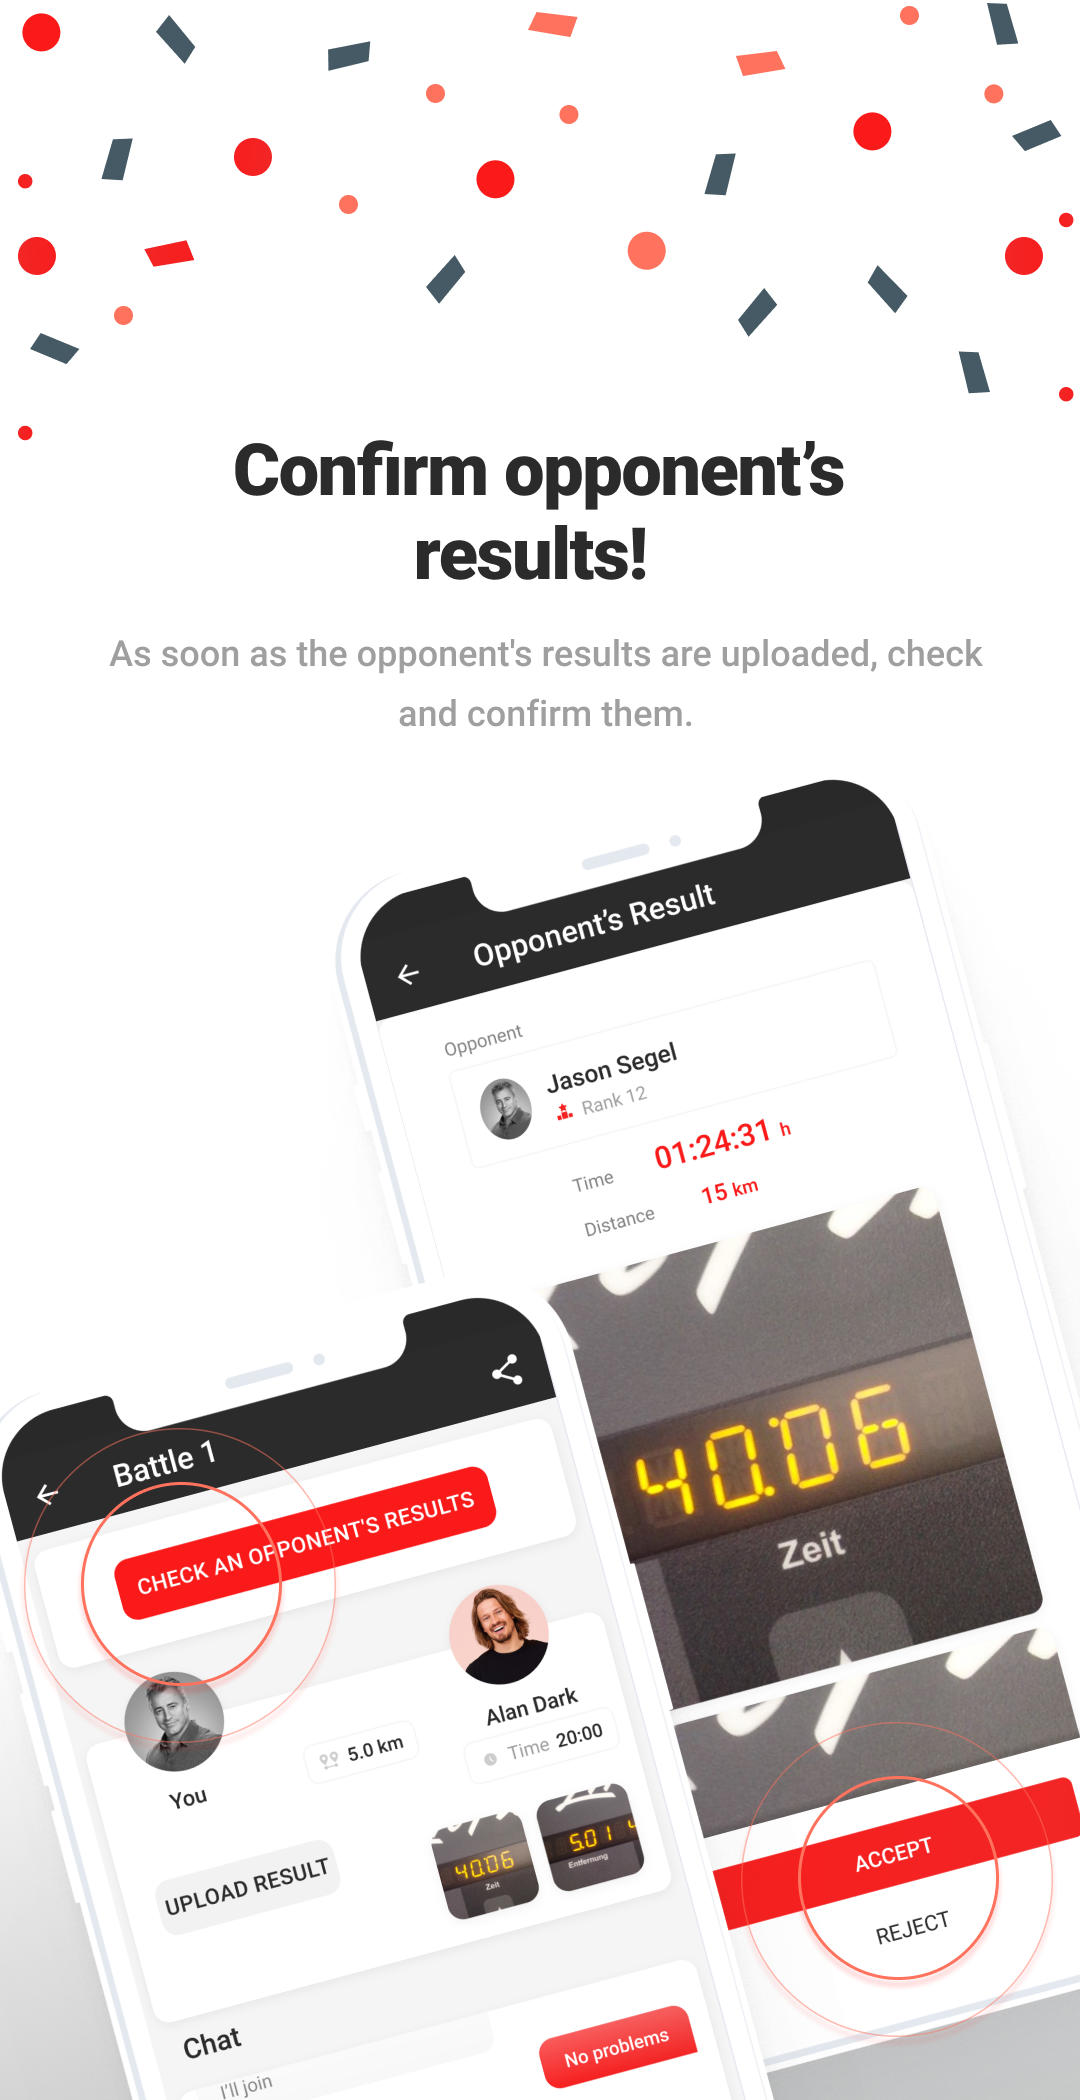 Confirm opponent’s
results!
As soon as the opponent's results are uploaded, check
and confirm them.
Opponent’s Result
Opponent
Jason Segel
Rank 12
Time 01:24:31 h
Distance 15 km
40:06
Zeit
ACCEPT
REJECT
Battle 1
CHECK AN OPPONENT'S RESULTS
You
5.0 km
Alan Dark
Time 20:00
UPLOAD RESULT
40:06
Zeit
5.01
Entfernung
Chat
I’ll join
No problems